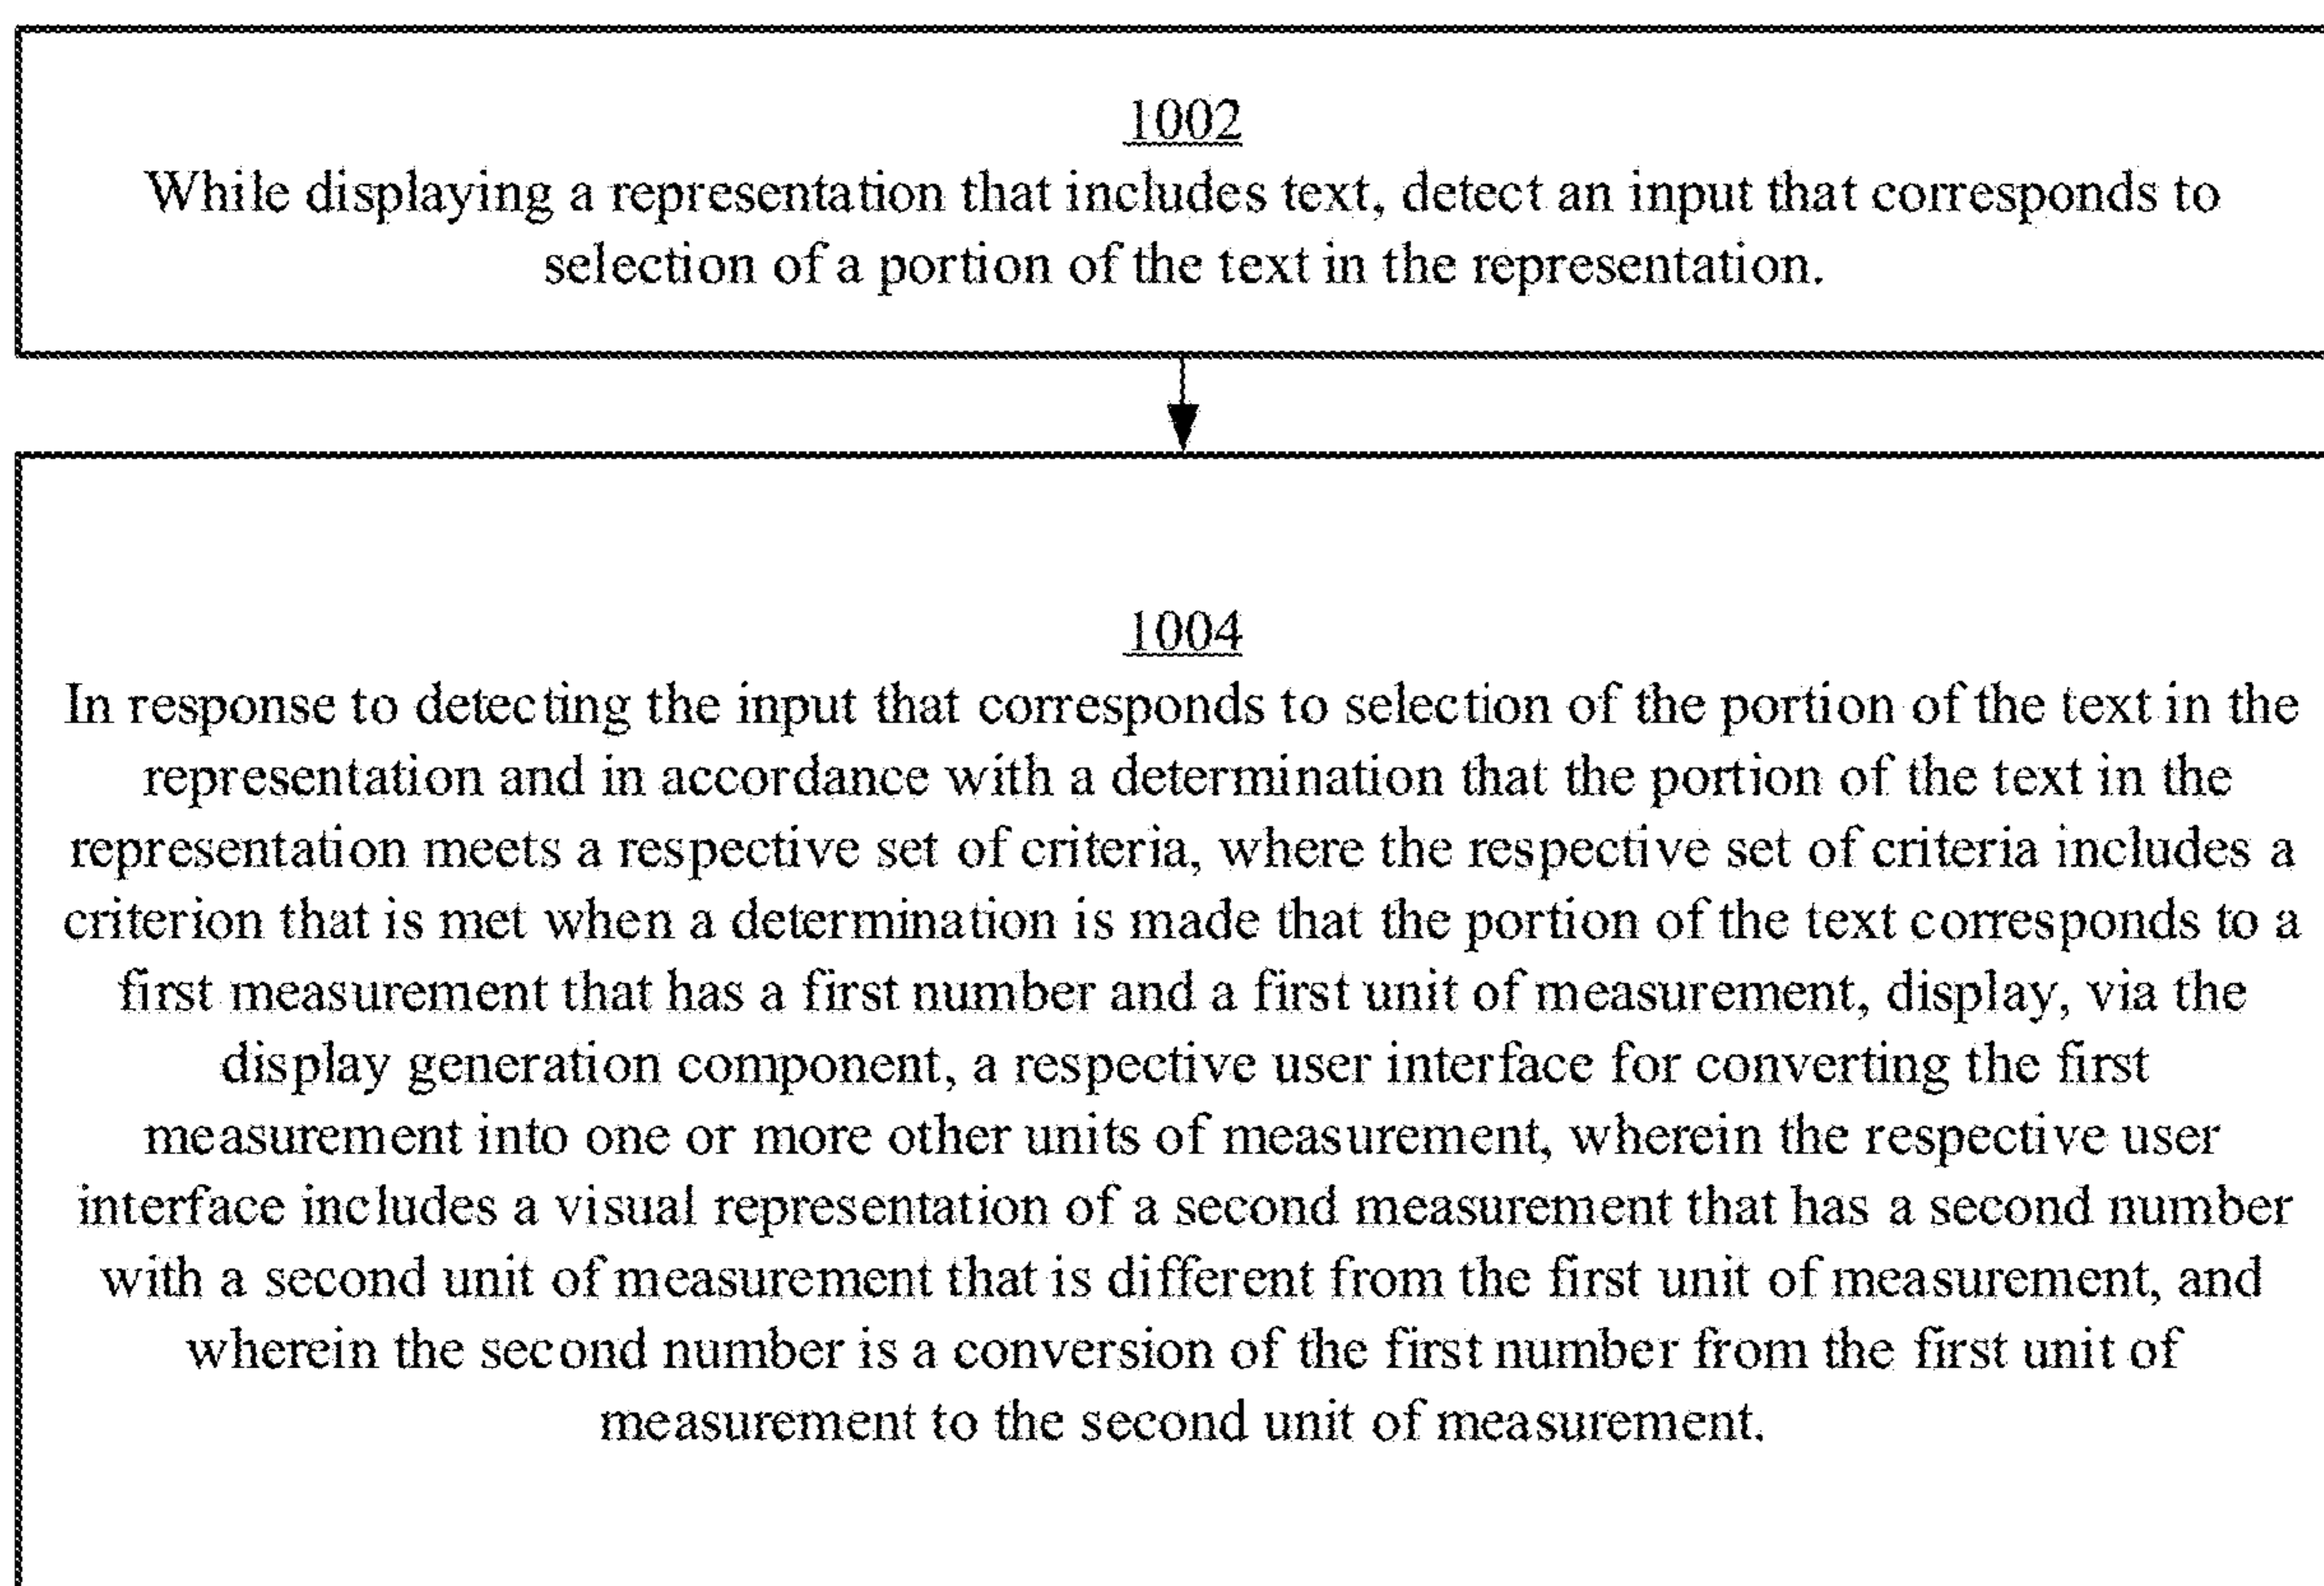 1002
While displaying a representation that includes text, detect an input that corresponds to
selection of a portion of the text in the representation.
1004
In response to detecting the input that corresponds to selection of the portion of the text in the
representation and in accordance with a determination that the portion of the text in the
representation meets a respective set of criteria, where the respective set of criteria includes a
criterion that is met when a determination is made that the portion of the text corresponds to a
first measurement that has a first number and a first unit of measurement, display, via the
display generation component, a respective user interface for converting the first
measurement into one or more other units of measurement, wherein the respective user
interface includes a visual representation of a second measurement that has a second number
with a second unit of measurement that is different from the first unit of measurement, and
wherein the second number is a conversion of the first number from the first unit of
measurement to the second unit of measurement.